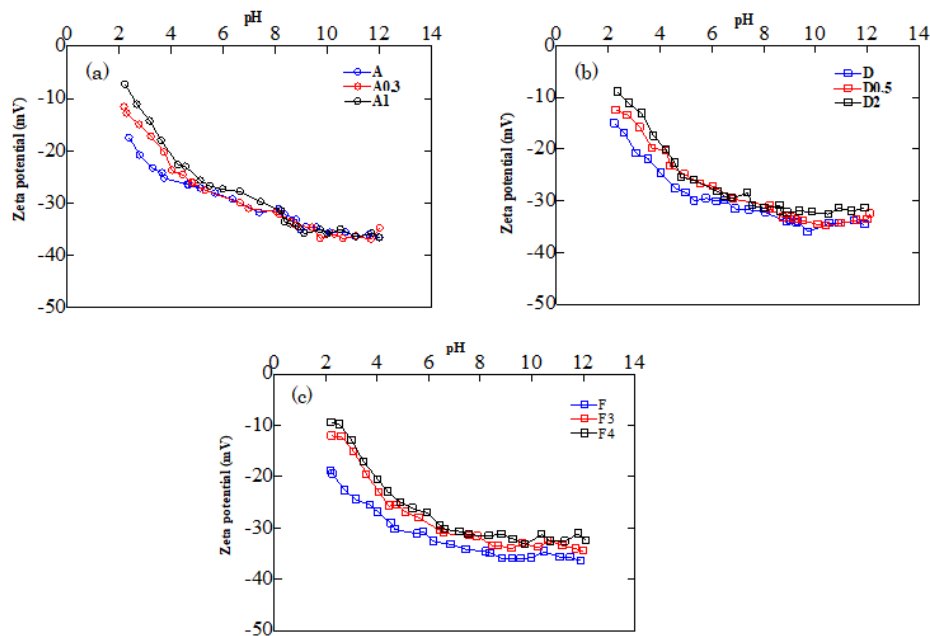 pH
0 2 4 6 8 10 12 14
0
-10
-20
-30
-40
-50
Zeta potential (mV)
(a)
A
A0.3
A1
pH
0 2 4 6 8 10 12 14
0
-10
-20
-30
-40
-50
Zeta potential (mV)
(b)
D
D0.5
D2
pH
0 2 4 6 8 10 12 14
0
-10
-20
-30
-40
-50
Zeta potential (mV)
(c)
F
F3
F4